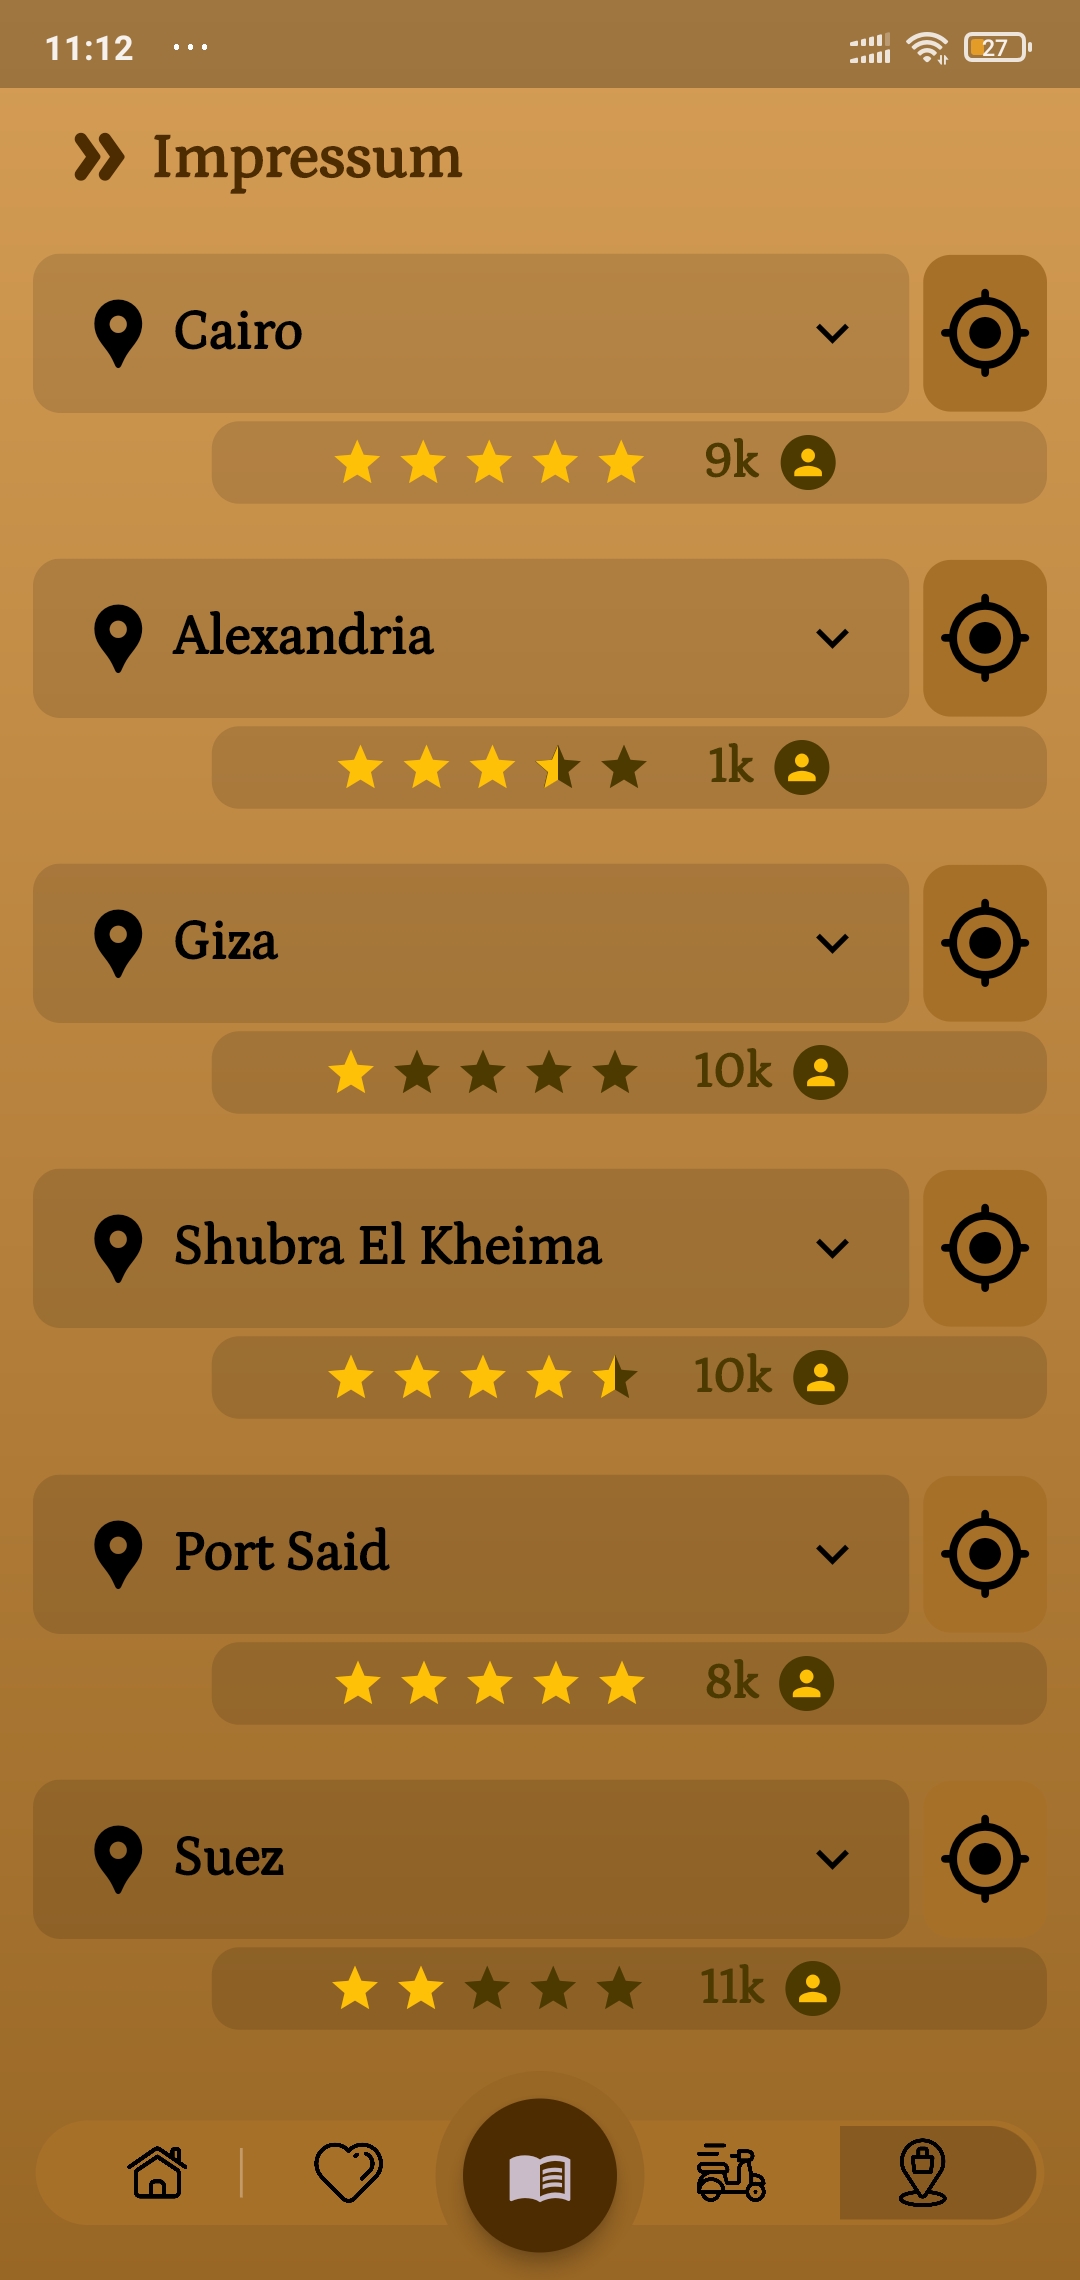 11:12
27
Impressum
Cairo
9k
Alexandria
1k
Giza
10k
Shubra El Kheima
10k
Port Said
8k
Suez
11k